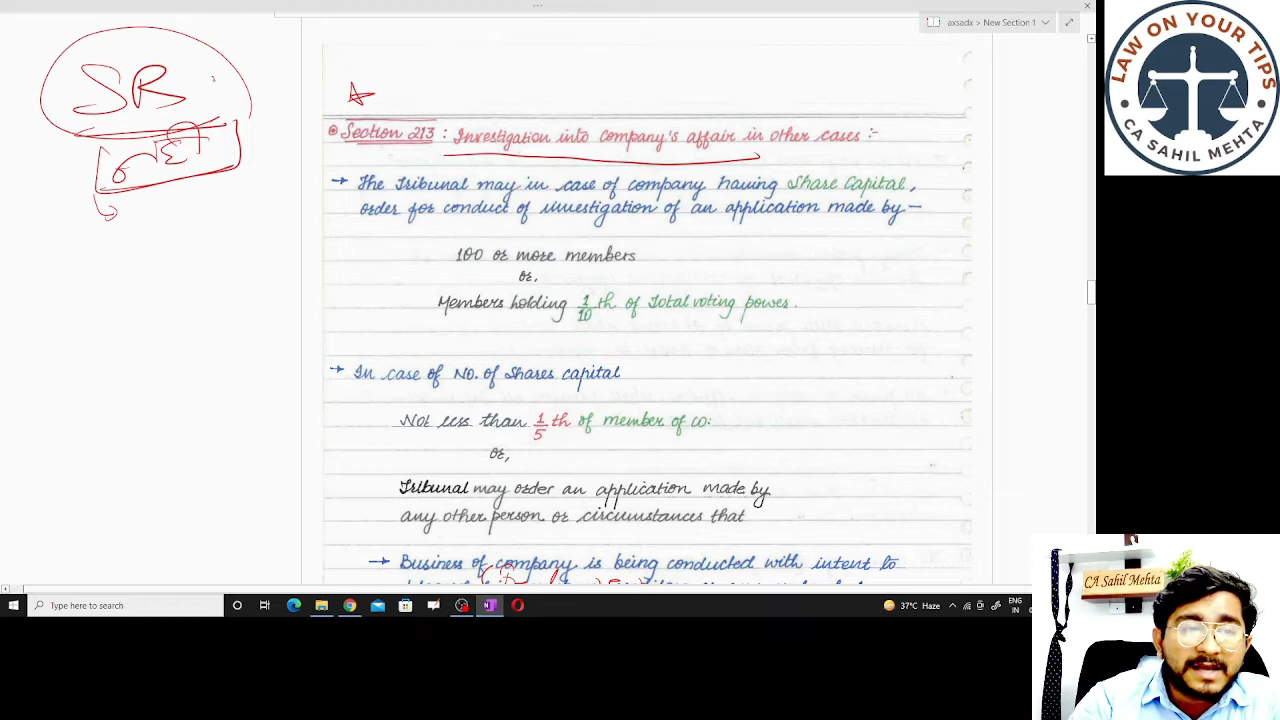 axsadx > New Section 1
SR
Section 213 : Investigation into company's affair in other cases :-
→ The Tribunal may in case of company having Share Capital,
order for conduct of investigation of an application made by -
100 or more members
or,
Members holding 1/10 th of Total voting power.
→ In case of No. of Shares capital
Not less than 1/5 th of member of co:
or,
Tribunal may order an application made by
any other person or circumstances that
→ Business of company is being conducted with intent to
LAW ON YOUR TIPS
CA SAHIL MEHTA
CA Sahil Mehta
Type here to search
37°C Haze
ENG
IN